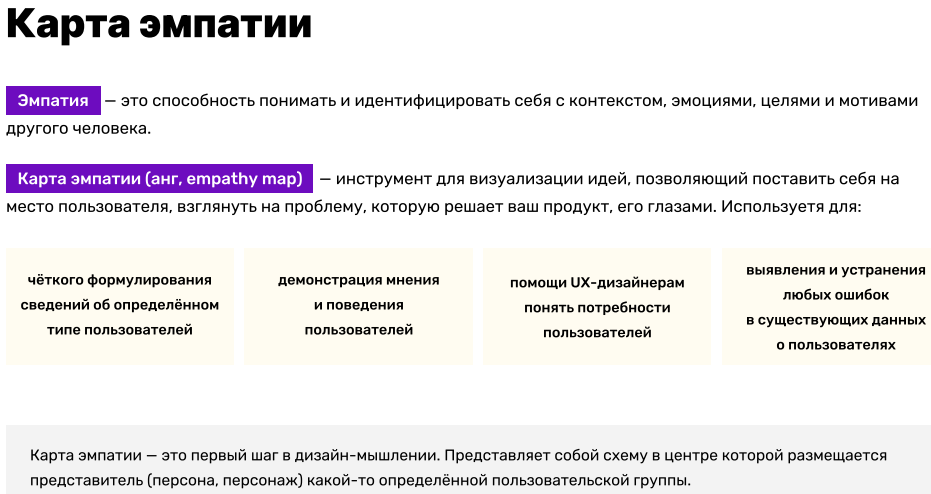 Карта эмпатии
Эмпатия — это способность понимать и идентифицировать себя с контекстом, эмоциями, целями и мотивами
другого человека.
Карта эмпатии (анг, empathy map) — инструмент для визуализации идей, позволяющий поставить себя на
место пользователя, взглянуть на проблему, которую решает ваш продукт, его глазами. Используетя для:
чёткого формулирования
сведений об определённом
типе пользователей
демонстрация мнения
и поведения
пользователей
помощи UX-дизайнерам
понять потребности
пользователей
выявления и устранения
любых ошибок
в существующих данных
о пользователях
Карта эмпатии — это первый шаг в дизайн-мышлении. Представляет собой схему в центре которой размещается
представитель (персона, персонаж) какой-то определённой пользовательской группы.